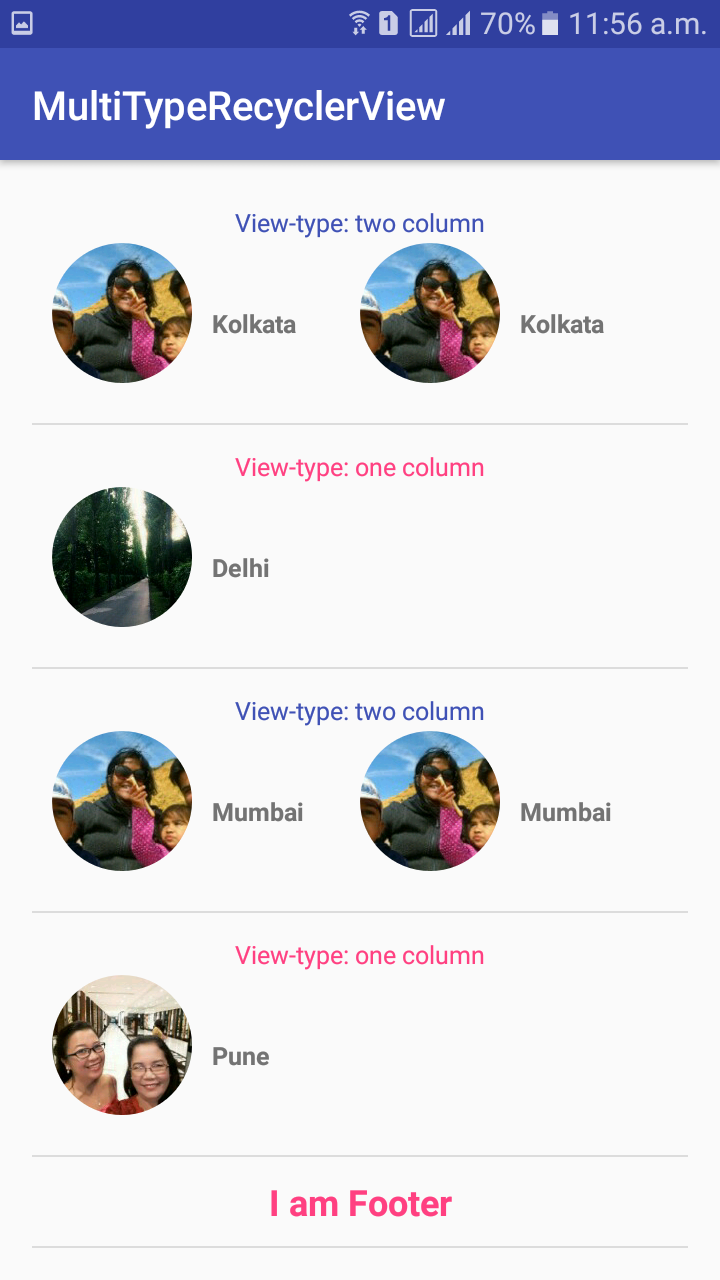 1 70% 11:56 a.m.
MultiTypeRecyclerView
View-type: two column
Kolkata Kolkata
View-type: one column
Delhi
View-type: two column
Mumbai Mumbai
View-type: one column
Pune
I am Footer